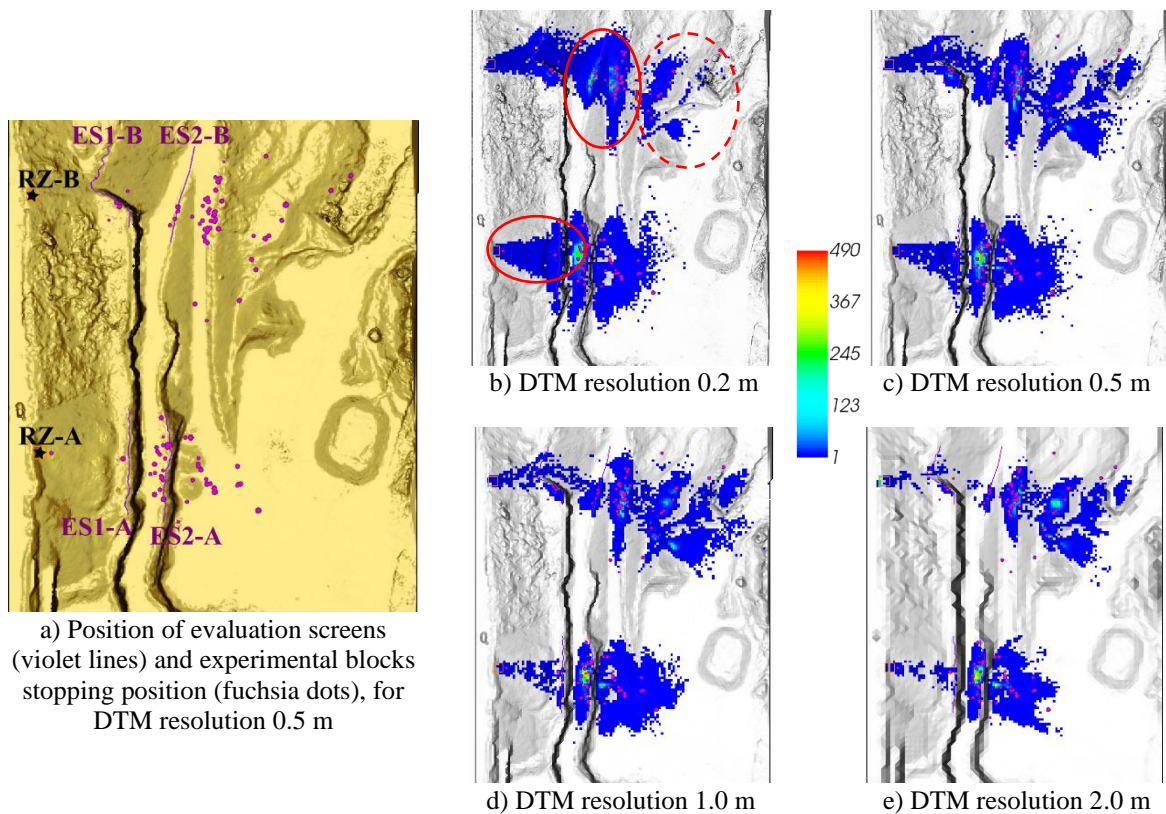 ES1-B ES2-B
RZ-B
RZ-A
ES1-A ES2-A
a) Position of evaluation screens
(violet lines) and experimental blocks
stopping position (fuchsia dots), for
DTM resolution 0.5 m
b) DTM resolution 0.2 m
490
367
245
123
1
c) DTM resolution 0.5 m
d) DTM resolution 1.0 m
e) DTM resolution 2.0 m